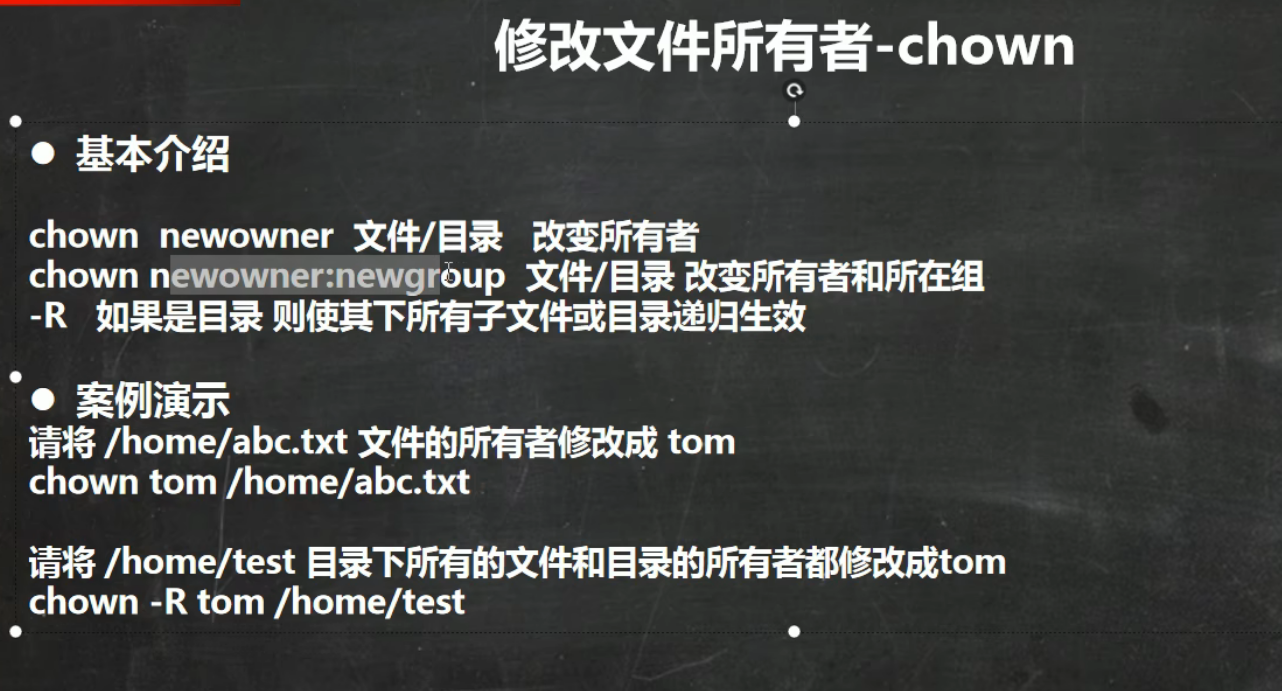 修改文件所有者-chown
● 基本介绍
chown newowner 文件/目录 改变所有者
chown newowner:newgroup 文件/目录 改变所有者和所在组
-R 如果是目录 则使其下所有子文件或目录递归生效
● 案例演示
请将 /home/abc.txt 文件的所有者修改成 tom
chown tom /home/abc.txt
请将 /home/test 目录下所有的文件和目录的所有者都修改成tom
chown -R tom /home/test